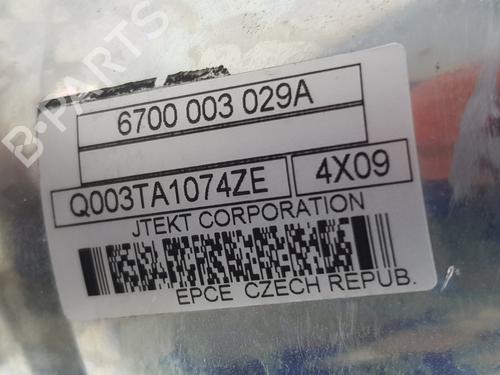 B-PARTS
6700 003 029A
Q003TA1074ZE 4X09
JTEKT CORPORATION
EPCE CZECH REPUB.